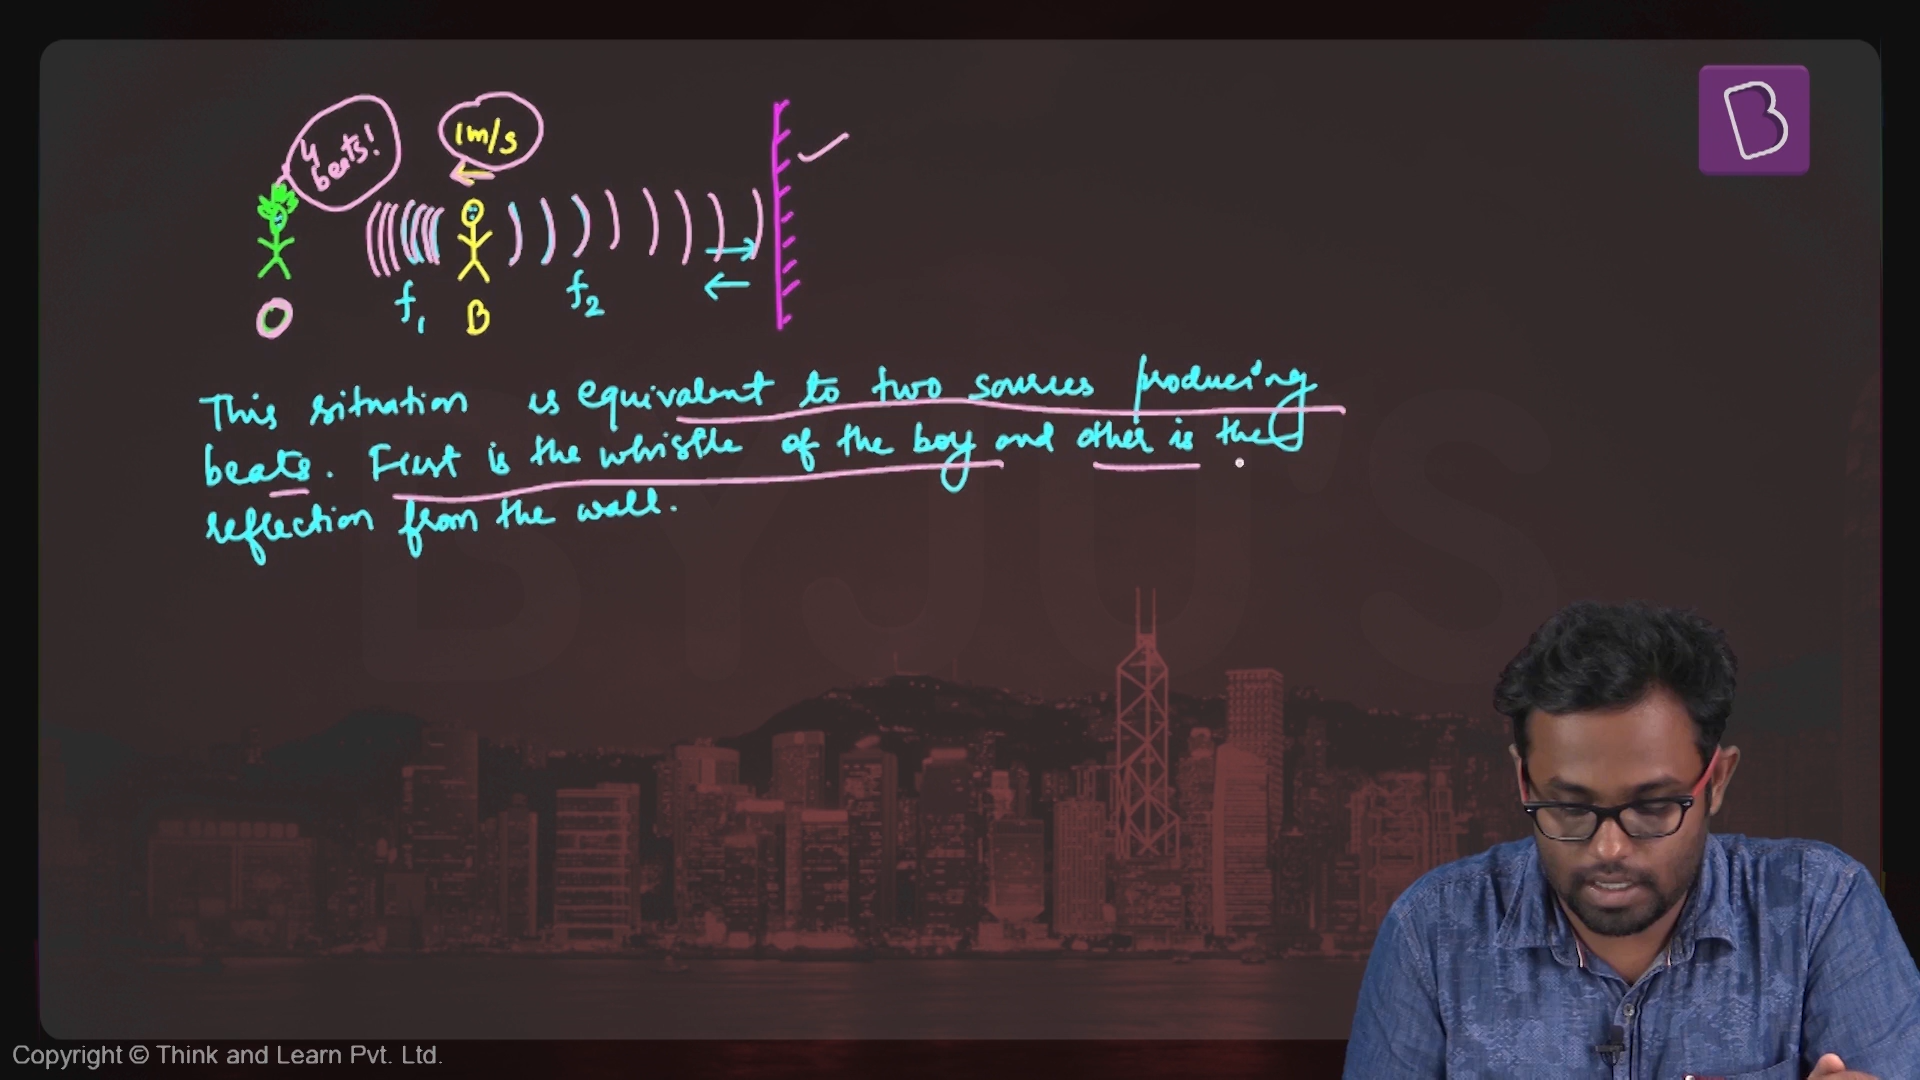 4
beats!
1m/s
O
f1
B
f2
This situation is equivalent to two sources producing
beats. First is the whistle of the boy and other is the
reflection from the wall.
B
BYJU'S
Copyright © Think and Learn Pvt. Ltd.